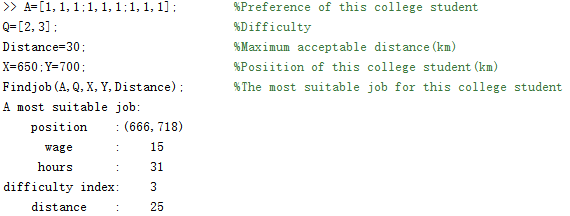 >> A=[1,1,1;1,1,1;1,1,1]; %Preference of this college student
Q=[2,3]; %Difficulty
Distance=30; %Maximum acceptable distance(km)
X=650;Y=700; %Posiition of this college student(km)
Findjob(A,Q,X,Y,Distance); %The most suitable job for this college student
A most suitable job:
position :(666,718)
wage : 15
hours : 31
difficulty index: 3
distance : 25